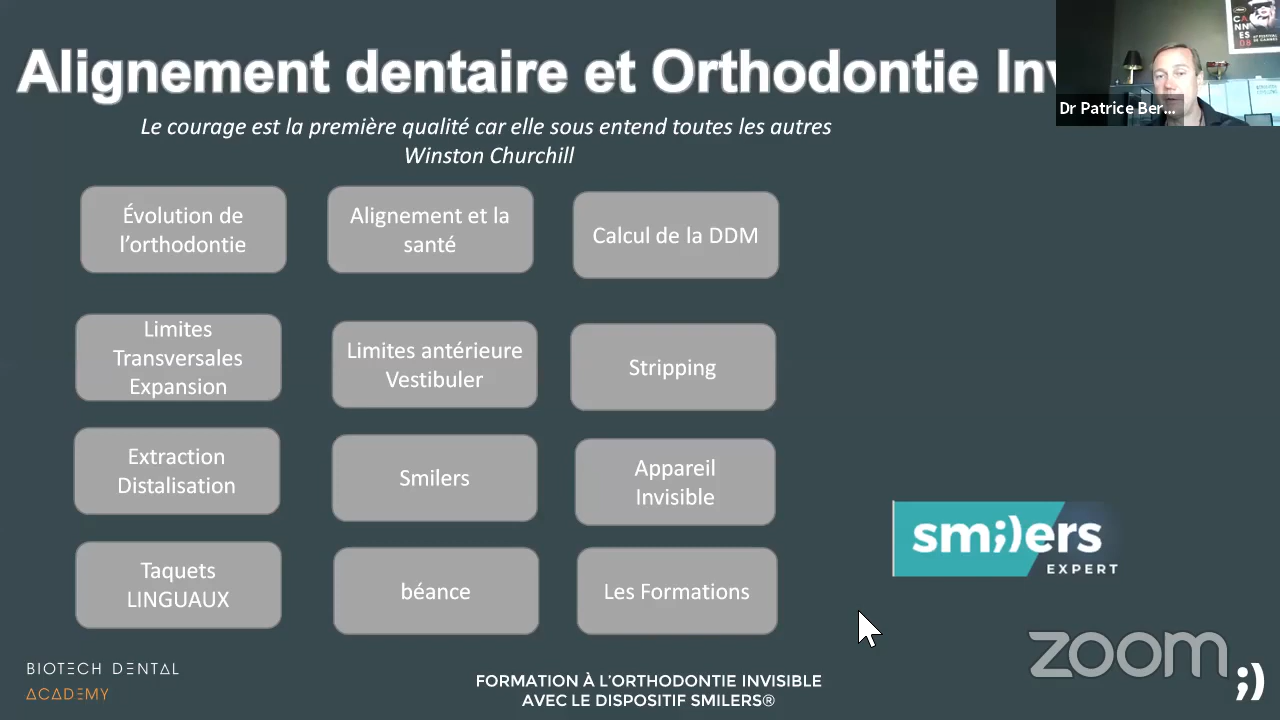 Alignement dentaire et Orthodontie Inv
Le courage est la première qualité car elle sous entend toutes les autres
Winston Churchill
Dr Patrice Ber...
Évolution de
l'orthodontie
Alignement et la
santé
Calcul de la DDM
Limites
Transversales
Expansion
Limites antérieure
Vestibuler
Stripping
Extraction
Distalisation
Smilers
Appareil
Invisible
Taquets
LINGUAUX
béance
Les Formations
sm;)ers
EXPERT
BIOTECH DENTAL
ACADEMY
FORMATION À L'ORTHODONTIE INVISIBLE
AVEC LE DISPOSITIF SMILERS®
zoom
;)